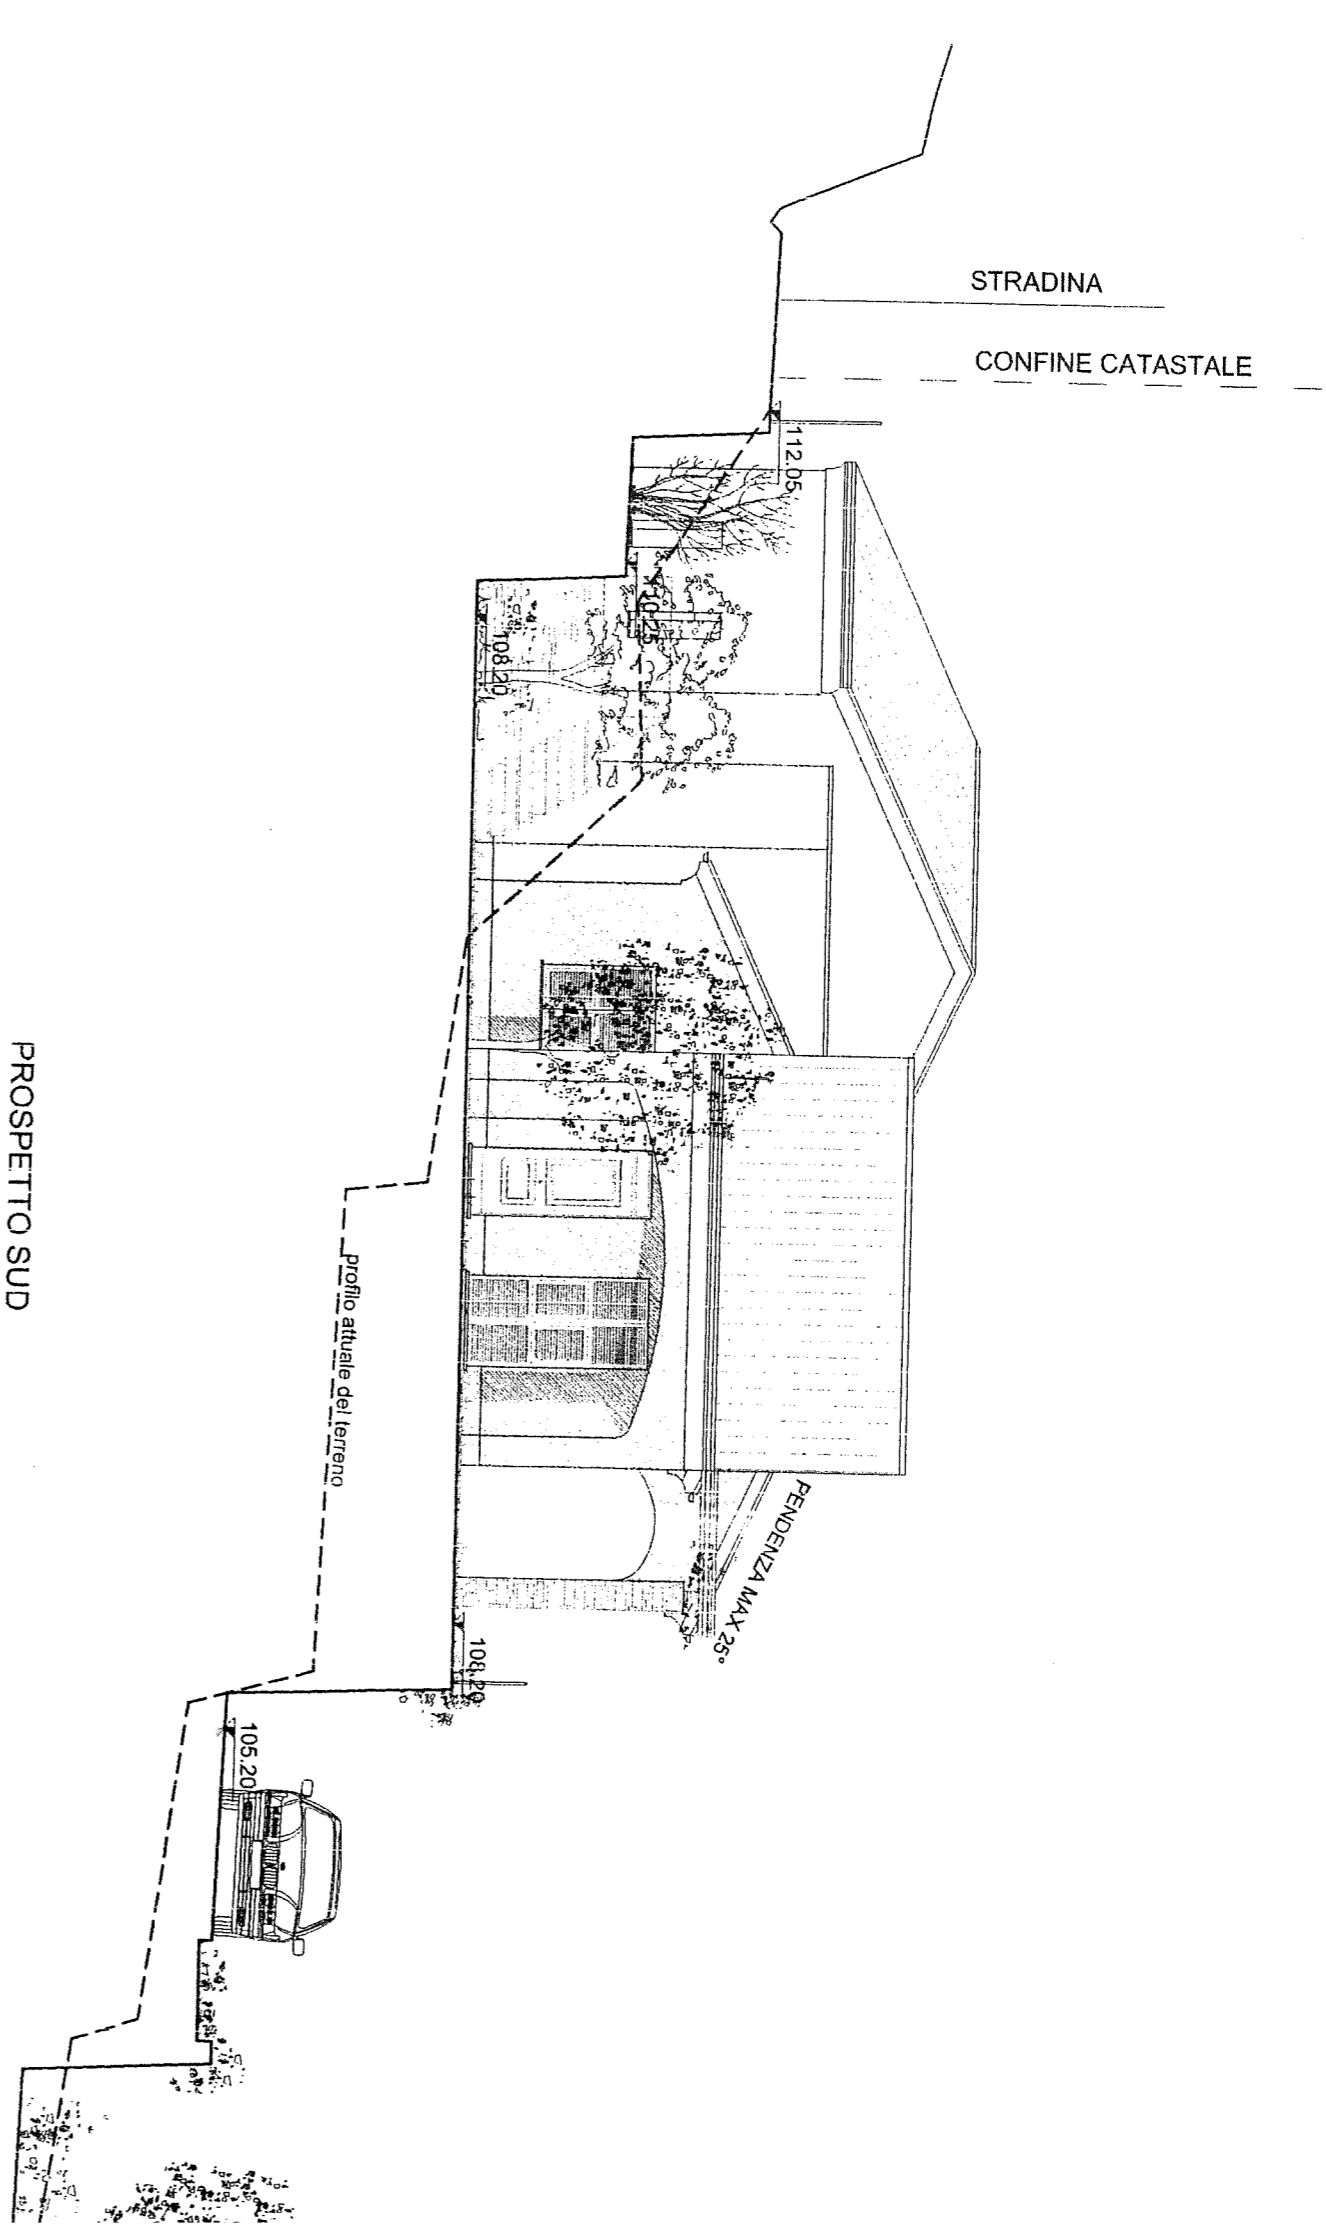 STRADINA
CONFINE CATASTALE
112.05
110.25
108.20
PENDENZA MAX 25°
108.20
105.20
profilo attuale del terreno
PROSPETTO SUD